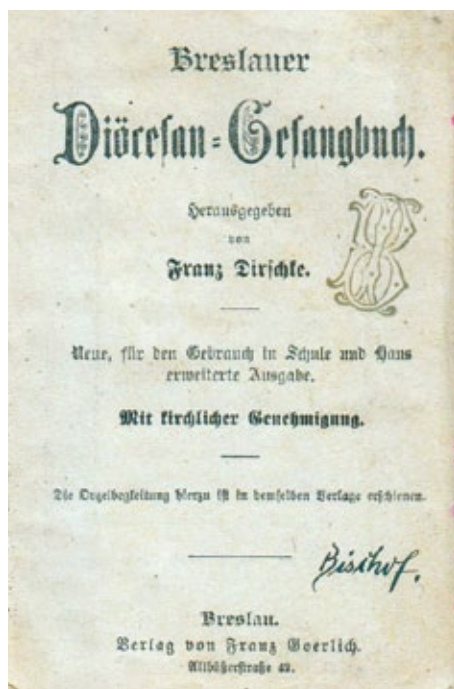 Breslauer
Diöcesan=Gesangbuch.
Herausgegeben
von
Franz Dirschke.
Neue, für den Gebrauch in Schule und Haus
erweiterte Ausgabe.
Mit kirchlicher Genehmigung.
Die Orgelbegleitung hierzu ist in demselben Verlage erschienen.
Bischof.
Breslau.
Verlag von Franz Goerlich.
Altbüßerstraße 42.